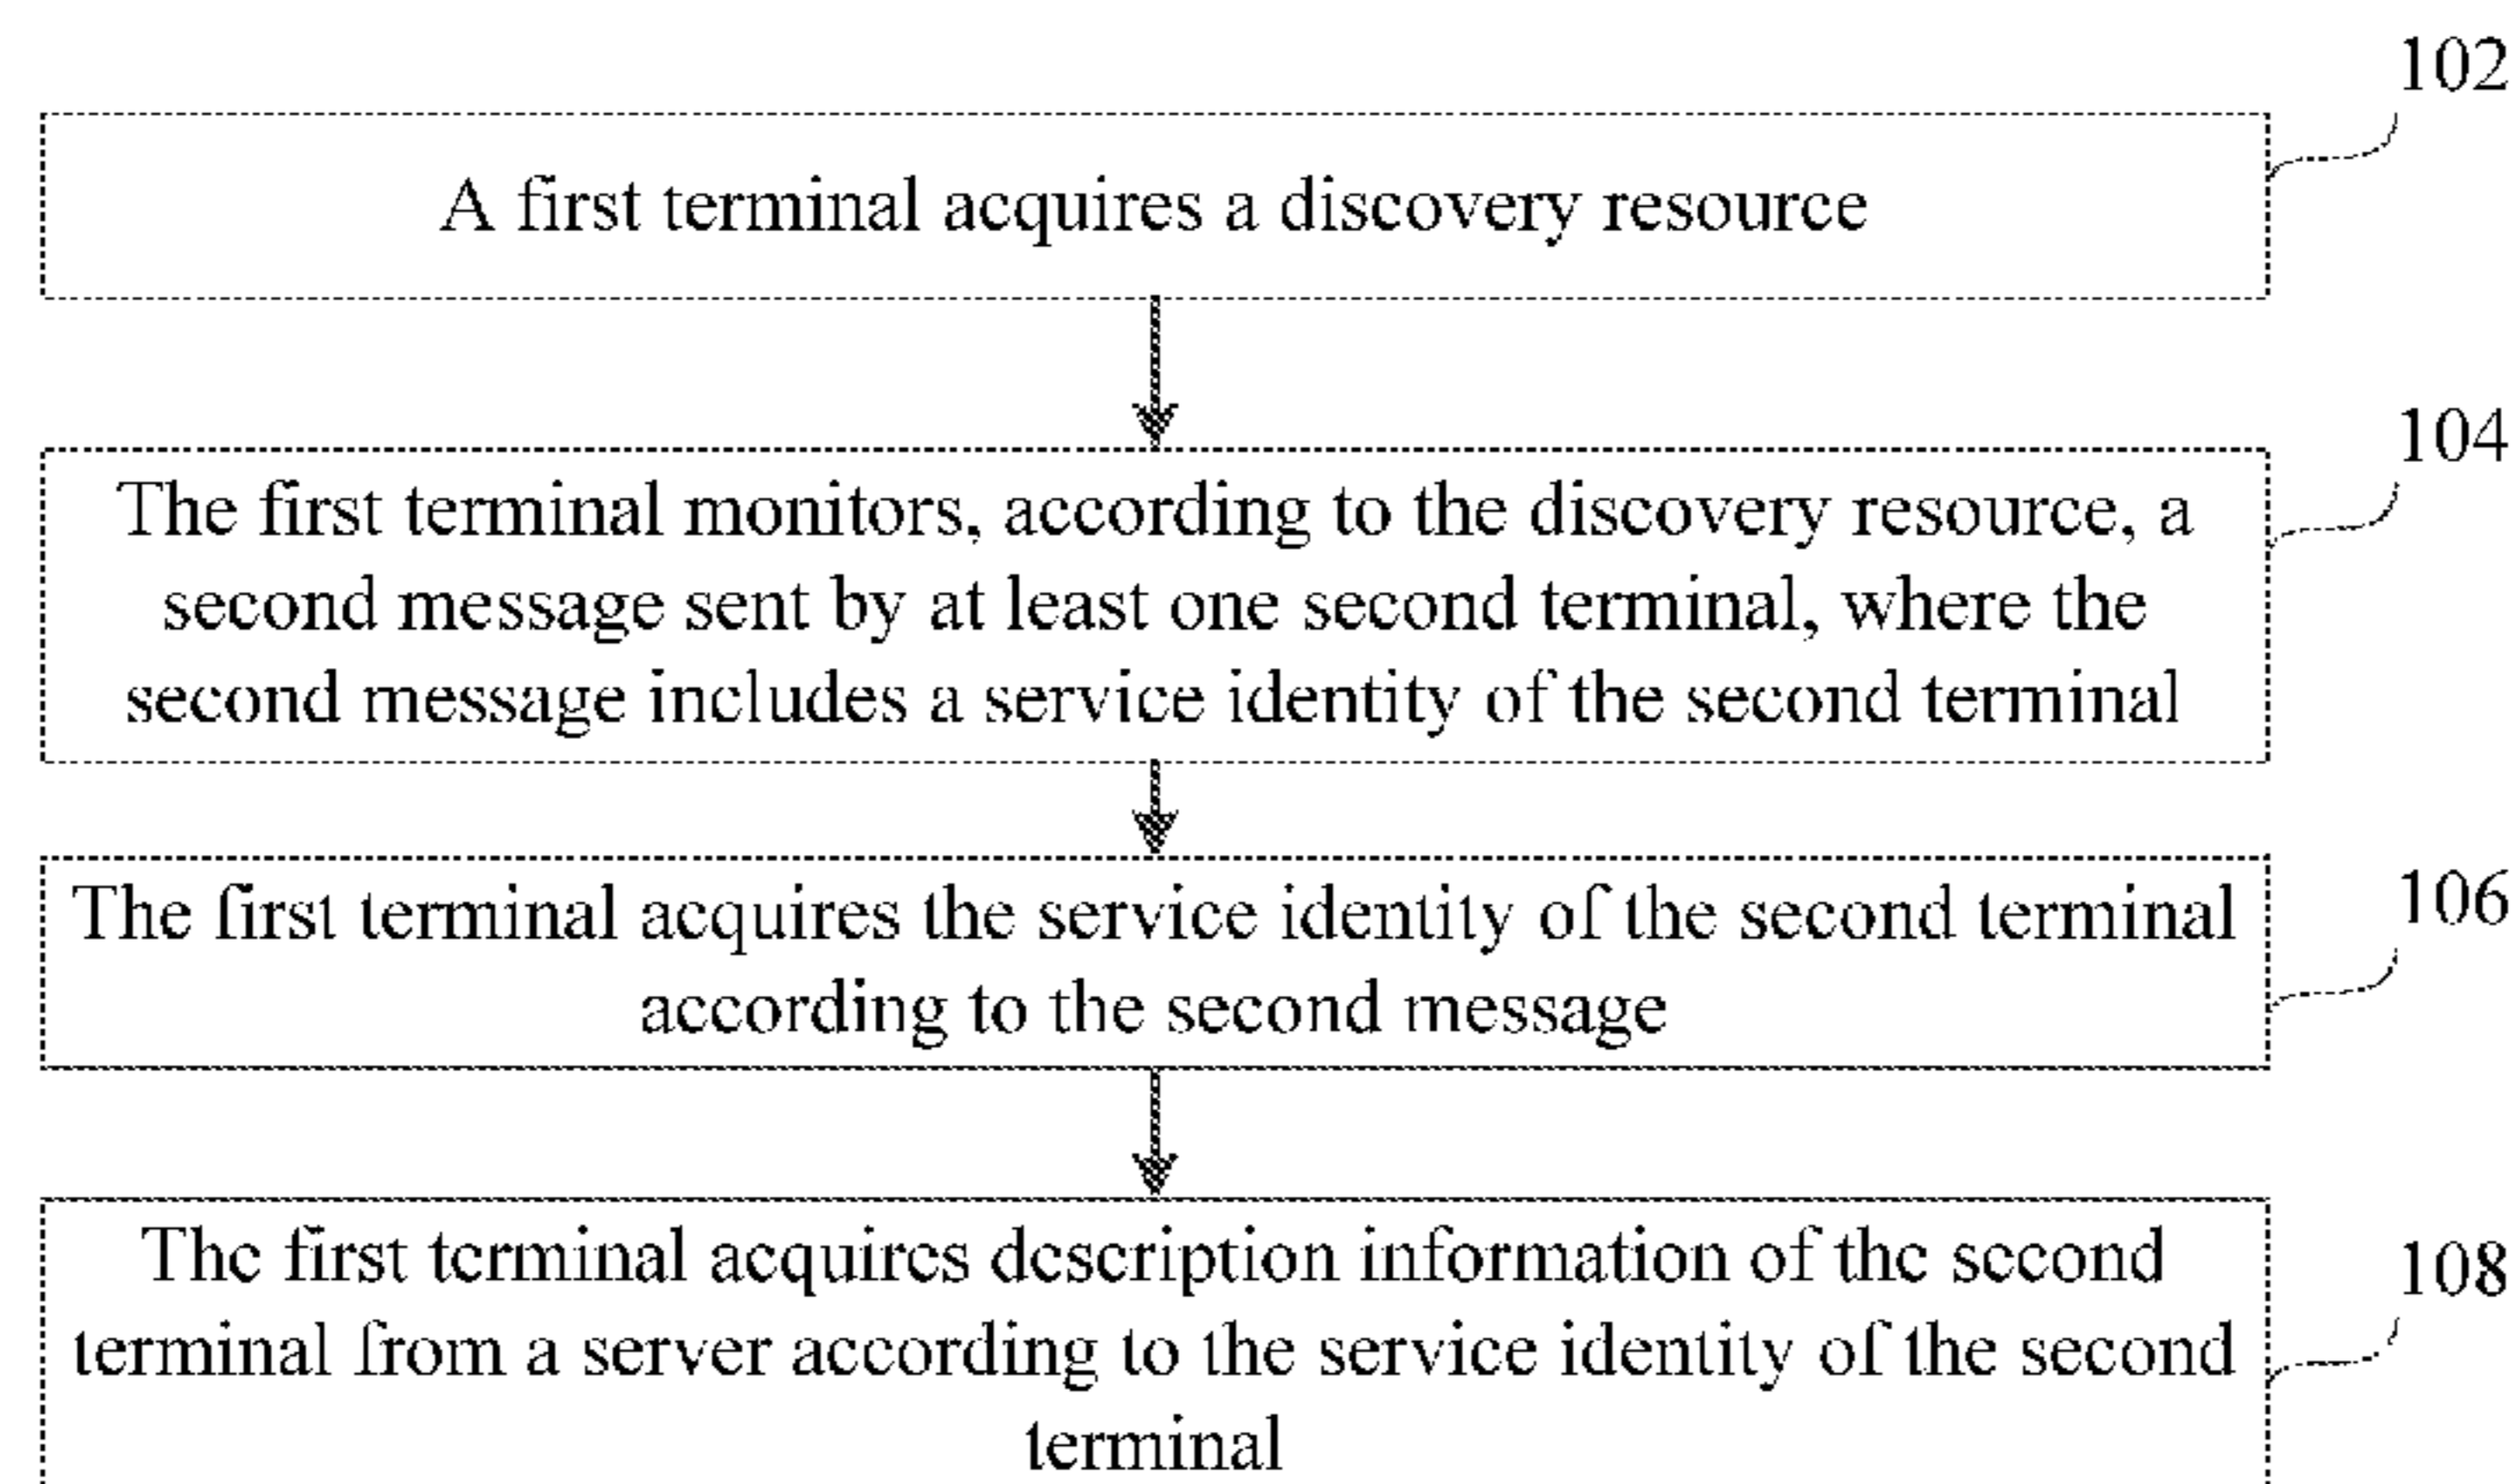 102
A first terminal acquires a discovery resource
104
The first terminal monitors, according to the discovery resource, a
second message sent by at least one second terminal, where the
second message includes a service identity of the second terminal
106
The first terminal acquires the service identity of the second terminal
according to the second message
108
The first terminal acquires description information of the second
terminal from a server according to the service identity of the second
terminal